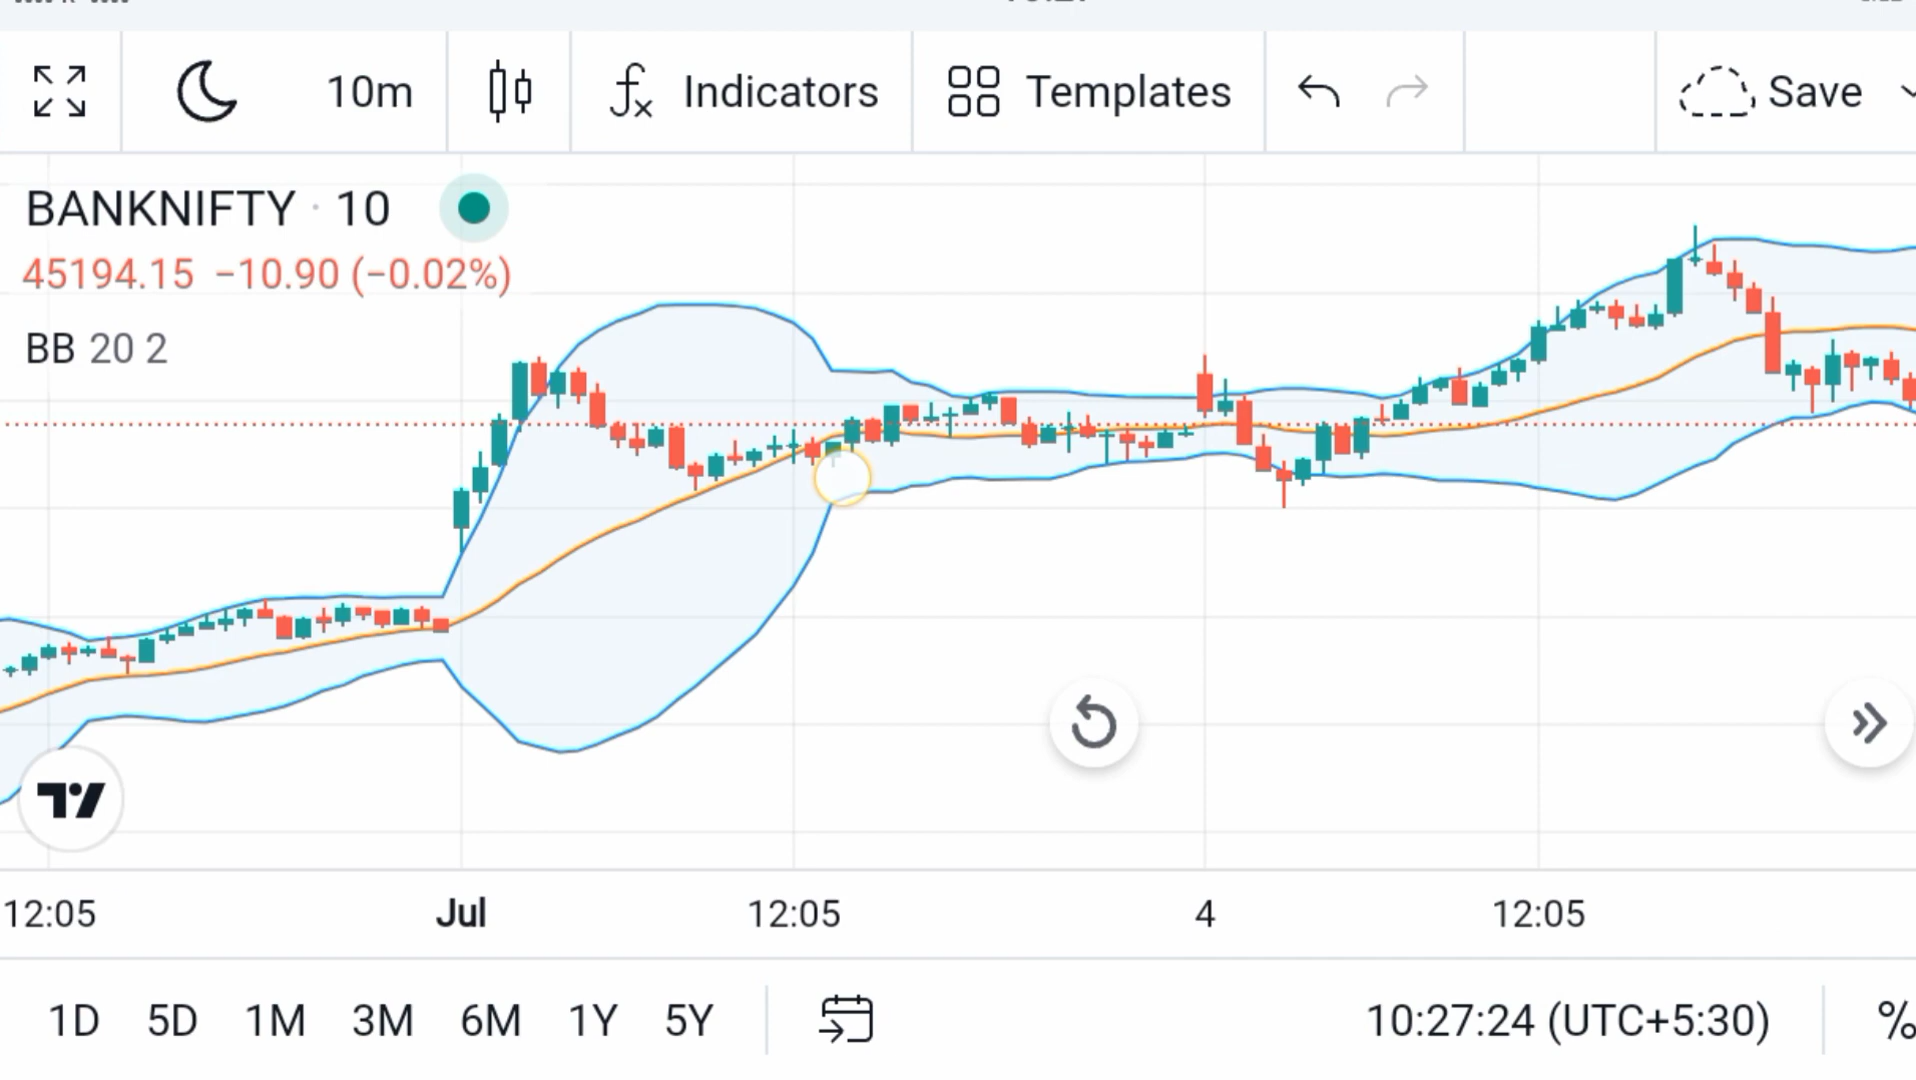 10m
Indicators
Templates
Save
BANKNIFTY · 10
45194.15 −10.90 (−0.02%)
BB 20 2
12:05 Jul 12:05 4 12:05
1D 5D 1M 3M 6M 1Y 5Y
10:27:24 (UTC+5:30)
%